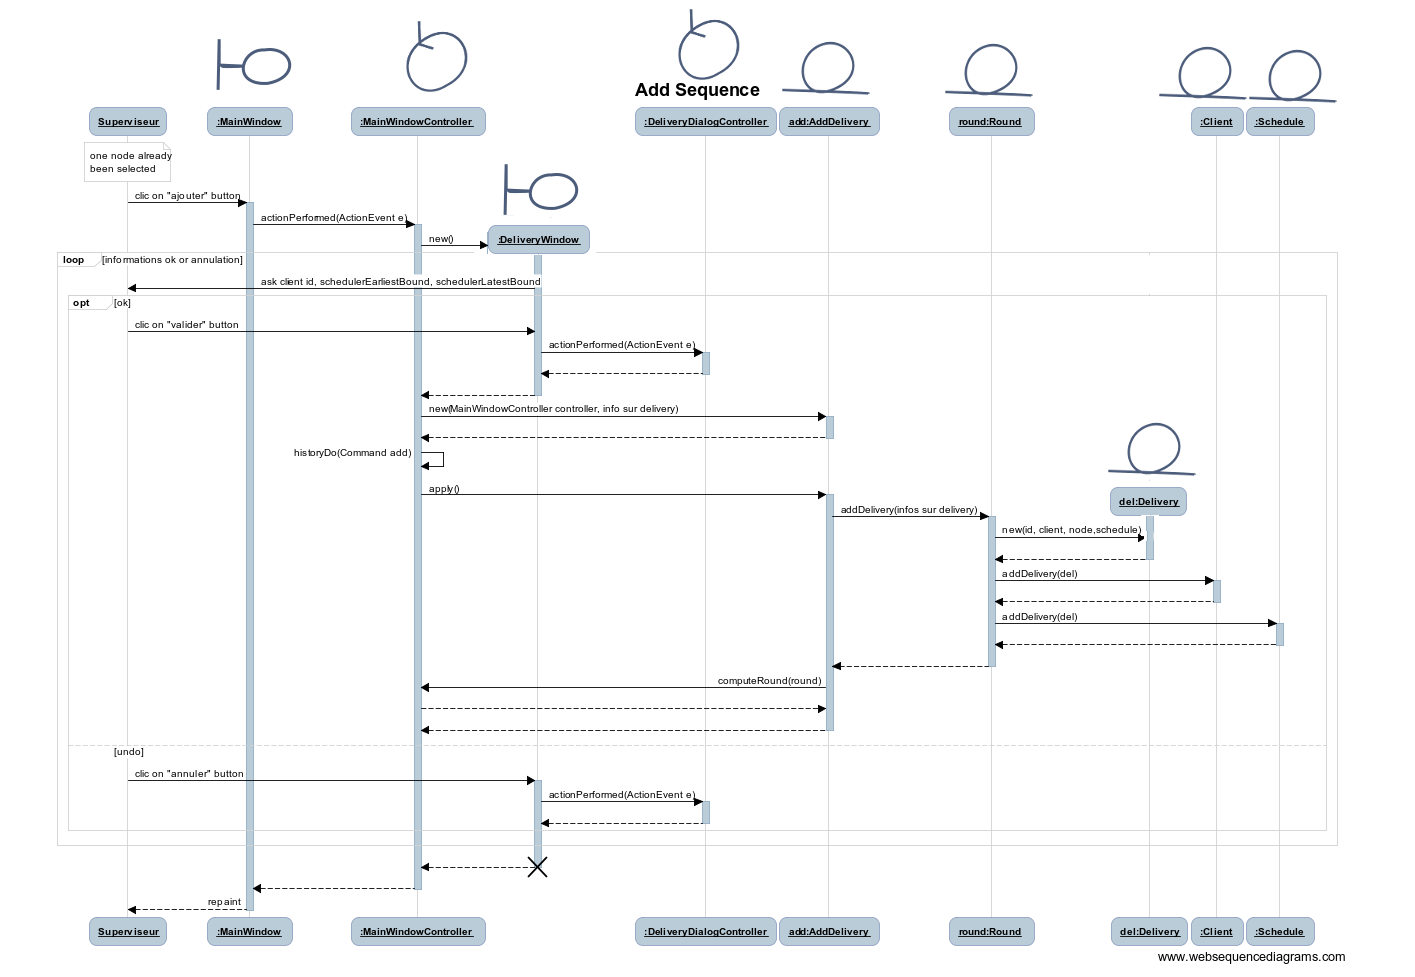 Add Sequence
Superviseur
:MainWindow
:MainWindowController
:DeliveryDialogController
add:AddDelivery
round:Round
:Client
:Schedule
one node already
been selected
clic on "ajouter" button
actionPerformed(ActionEvent e)
new()
:DeliveryWindow
loop
[informations ok or annulation]
ask client id, schedulerEarliestBound, schedulerLatestBound
opt
[ok]
clic on "valider" button
actionPerformed(ActionEvent e)
new(MainWindowController controller, info sur delivery)
historyDo(Command add)
apply()
del:Delivery
addDelivery(infos sur delivery)
new(id, client, node,schedule)
addDelivery(del)
addDelivery(del)
computeRound(round)
[undo]
clic on "annuler" button
actionPerformed(ActionEvent e)
repaint
Superviseur
:MainWindow
:MainWindowController
:DeliveryDialogController
add:AddDelivery
round:Round
del:Delivery
:Client
:Schedule
www.websequencediagrams.com